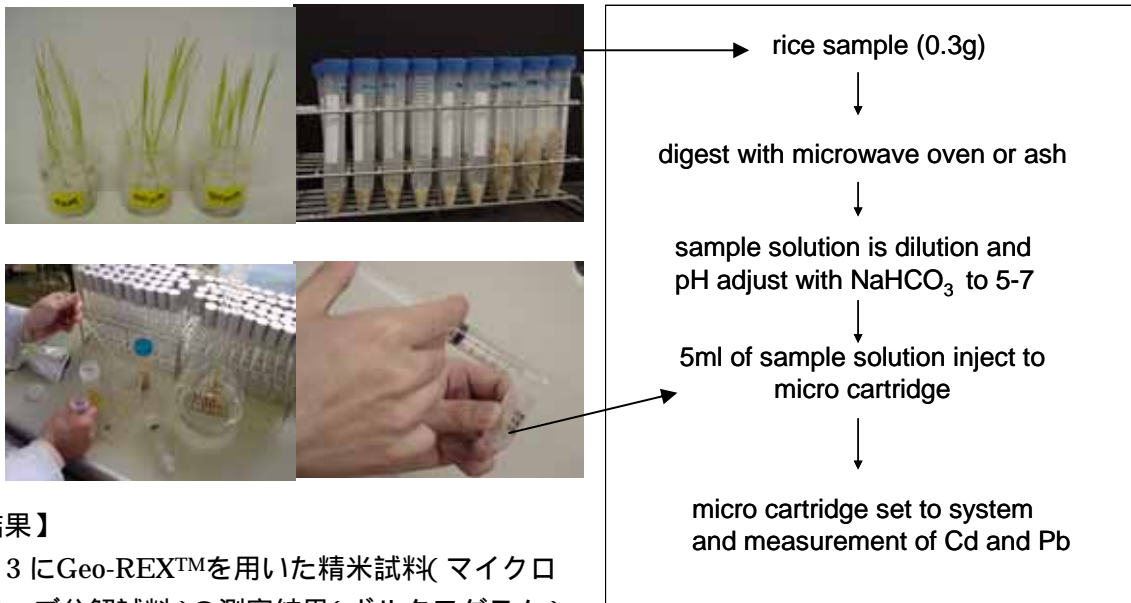 rice sample (0.3g)
digest with microwave oven or ash
sample solution is dilution and
pH adjust with NaHCO₃ to 5-7
5ml of sample solution inject to
micro cartridge
micro cartridge set to system
and measurement of Cd and Pb
果】
3 にGeo-REX™を用いた精米試料(マイクロ